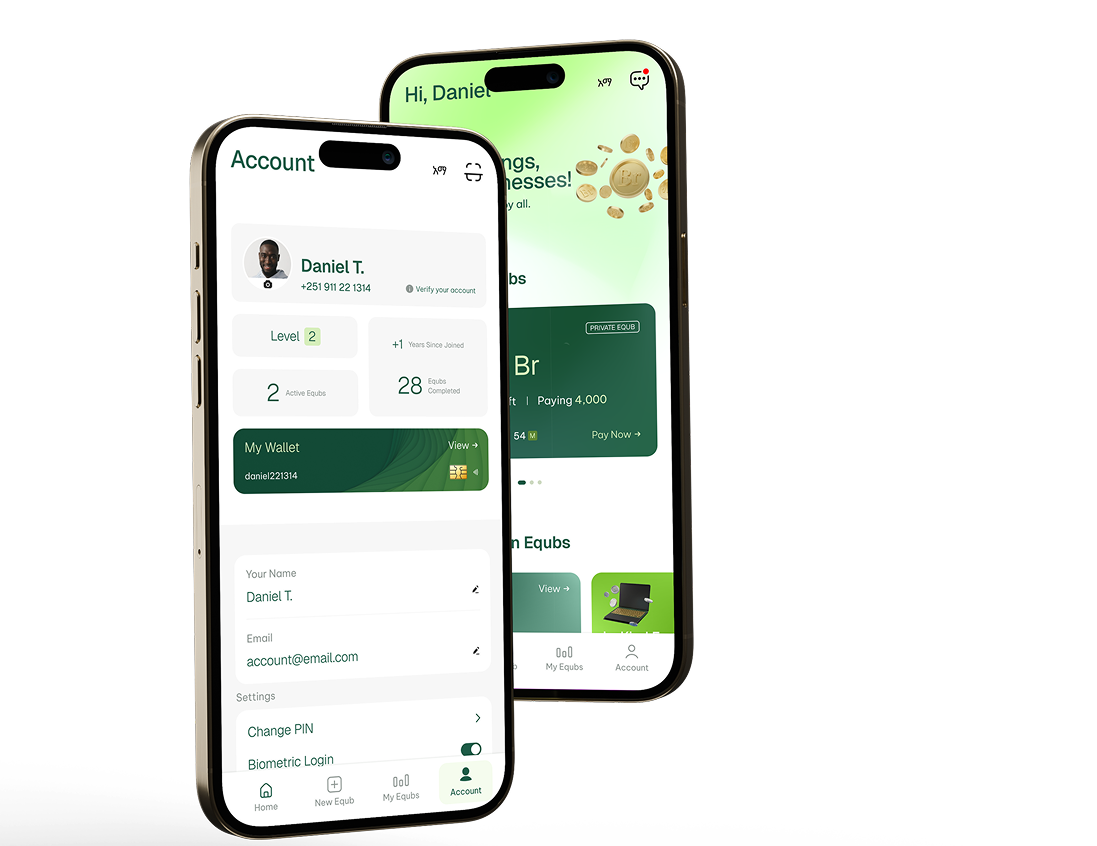 Account
አማ
Daniel T.
+251 911 22 1314
Verify your account
Level 2
+1 Years Since Joined
2 Active Equbs
28 Equbs Completed
My Wallet
View →
daniel221314
Your Name
Daniel T.
Email
account@email.com
Settings
Change PIN
Biometric Login
Home
New Equb
My Equbs
Account
Hi, Daniel
አማ
ngs,
nesses!
by all.
Br
bs
PRIVATE EQUB
Br
ft | Paying 4,000
54 M
Pay Now →
n Equbs
View →
b
My Equbs
Account